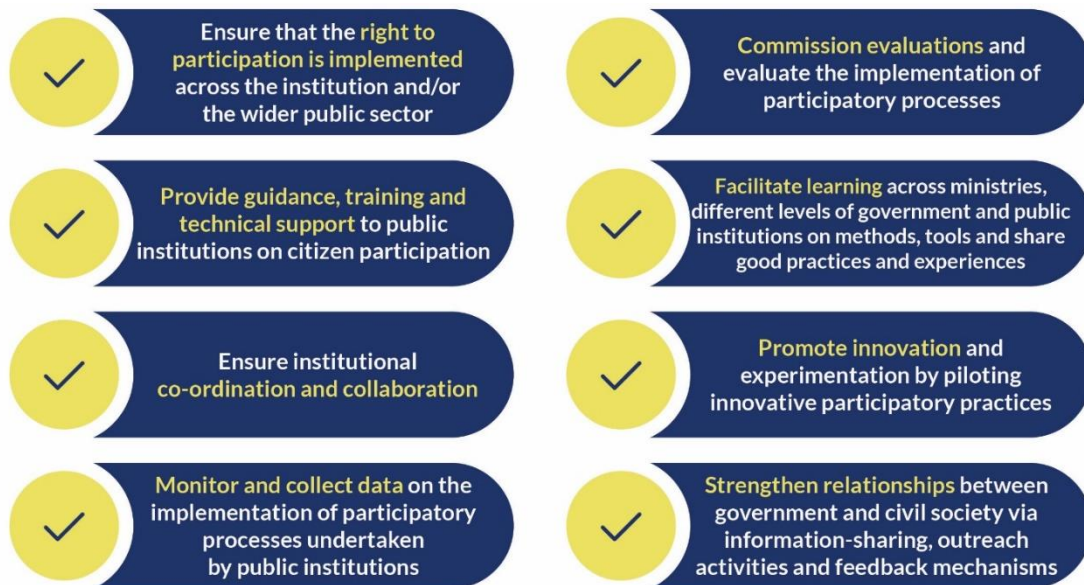 Ensure that the right to
participation is implemented
across the institution and/or
the wider public sector
Provide guidance, training and
technical support to public
institutions on citizen participation
Ensure institutional
co-ordination and collaboration
Monitor and collect data on the
implementation of participatory
processes undertaken
by public institutions
Commission evaluations and
evaluate the implementation of
participatory processes
Facilitate learning across ministries,
different levels of government and public
institutions on methods, tools and share
good practices and experiences
Promote innovation and
experimentation by piloting
innovative participatory practices
Strengthen relationships between
government and civil society via
information-sharing, outreach
activities and feedback mechanisms